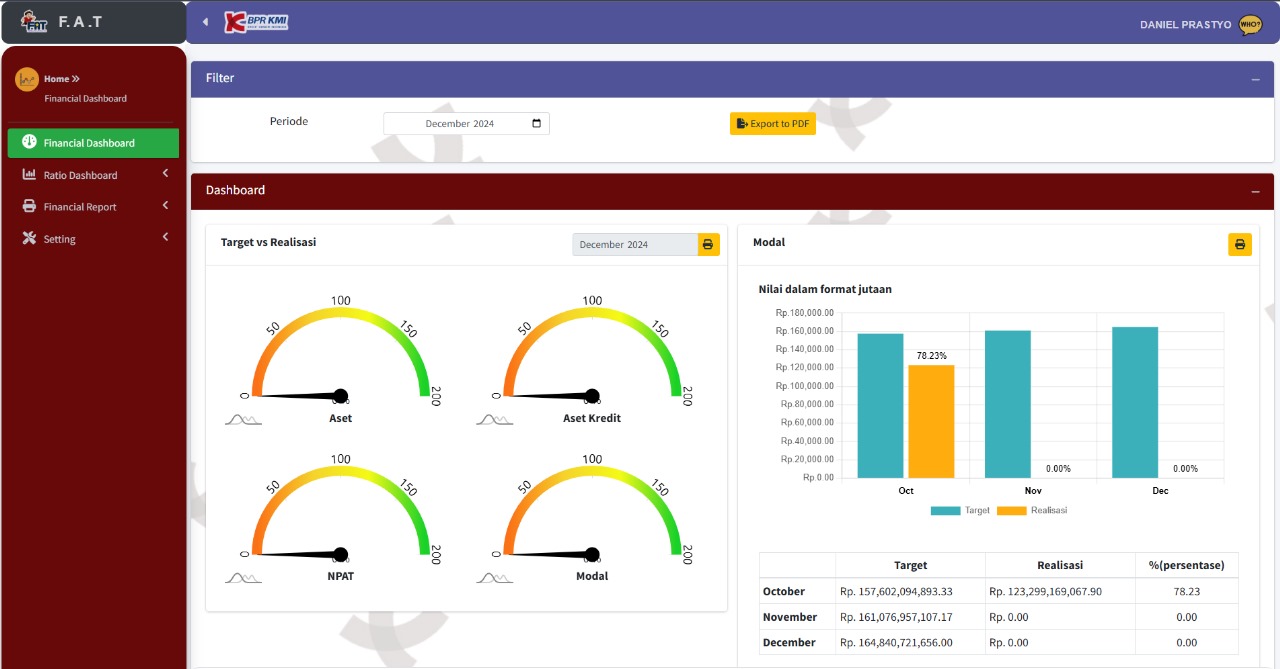 FAT
F.A.T
BPR KMI
DANIEL PRASTYO
WHO?
Home »
Financial Dashboard
Financial Dashboard
Ratio Dashboard
Financial Report
Setting
Filter
Periode
December 2024
Export to PDF
Dashboard
Target vs Realisasi
December 2024
0
50
100
150
200
Aset
0
50
100
150
200
Aset Kredit
0
50
100
150
200
NPAT
0
50
100
150
200
Modal
Modal
Nilai dalam format jutaan
Rp.180,000.00
Rp.160,000.00
Rp.140,000.00
Rp.120,000.00
Rp.100,000.00
Rp.80,000.00
Rp.60,000.00
Rp.40,000.00
Rp.20,000.00
Rp.0.00
78.23%
0.00%
0.00%
Oct Nov Dec
Target Realisasi
Target Realisasi %(persentase)
October Rp. 157,602,094,893.33 Rp. 123,299,169,067.90 78.23
November Rp. 161,076,957,107.17 Rp. 0.00 0.00
December Rp. 164,840,721,656.00 Rp. 0.00 0.00